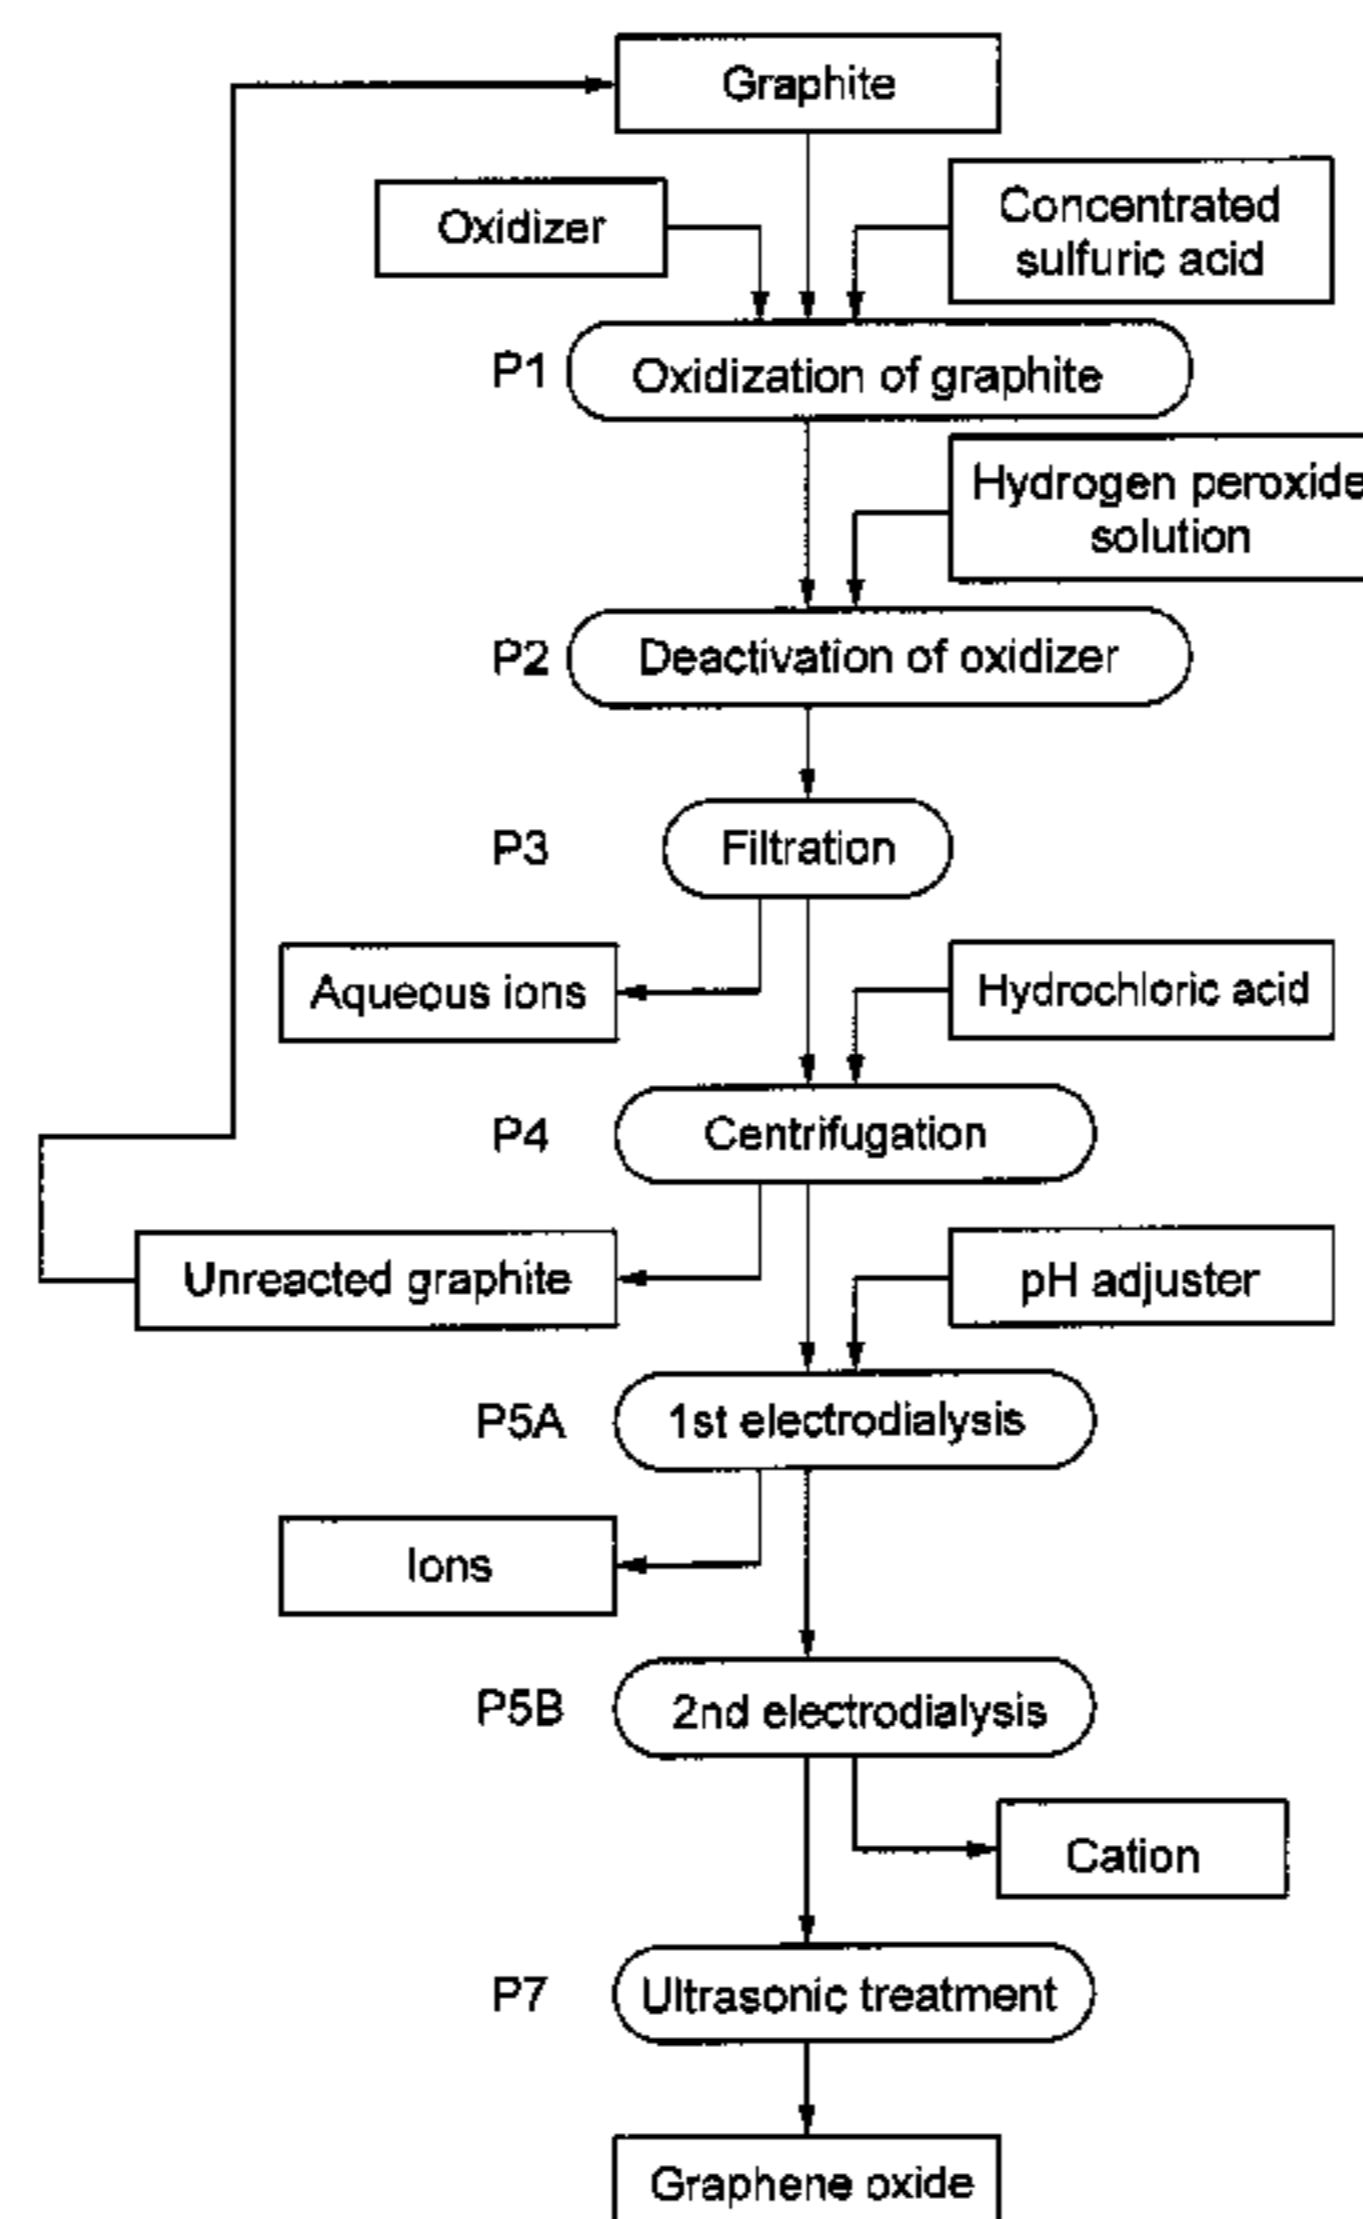 Graphite
Oxidizer
Concentrated
sulfuric acid
P1
Oxidization of graphite
Hydrogen peroxide
solution
P2
Deactivation of oxidizer
P3
Filtration
Aqueous ions
Hydrochloric acid
P4
Centrifugation
Unreacted graphite
pH adjuster
P5A
1st electrodialysis
Ions
P5B
2nd electrodialysis
Cation
P7
Ultrasonic treatment
Graphene oxide